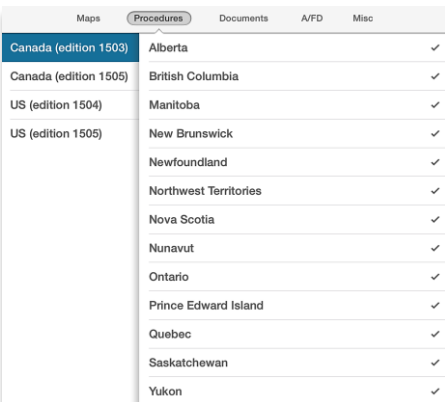 Maps Procedures Documents A/FD Misc
Canada (edition 1503)
Canada (edition 1505)
US (edition 1504)
US (edition 1505)
Alberta
British Columbia
Manitoba
New Brunswick
Newfoundland
Northwest Territories
Nova Scotia
Nunavut
Ontario
Prince Edward Island
Quebec
Saskatchewan
Yukon